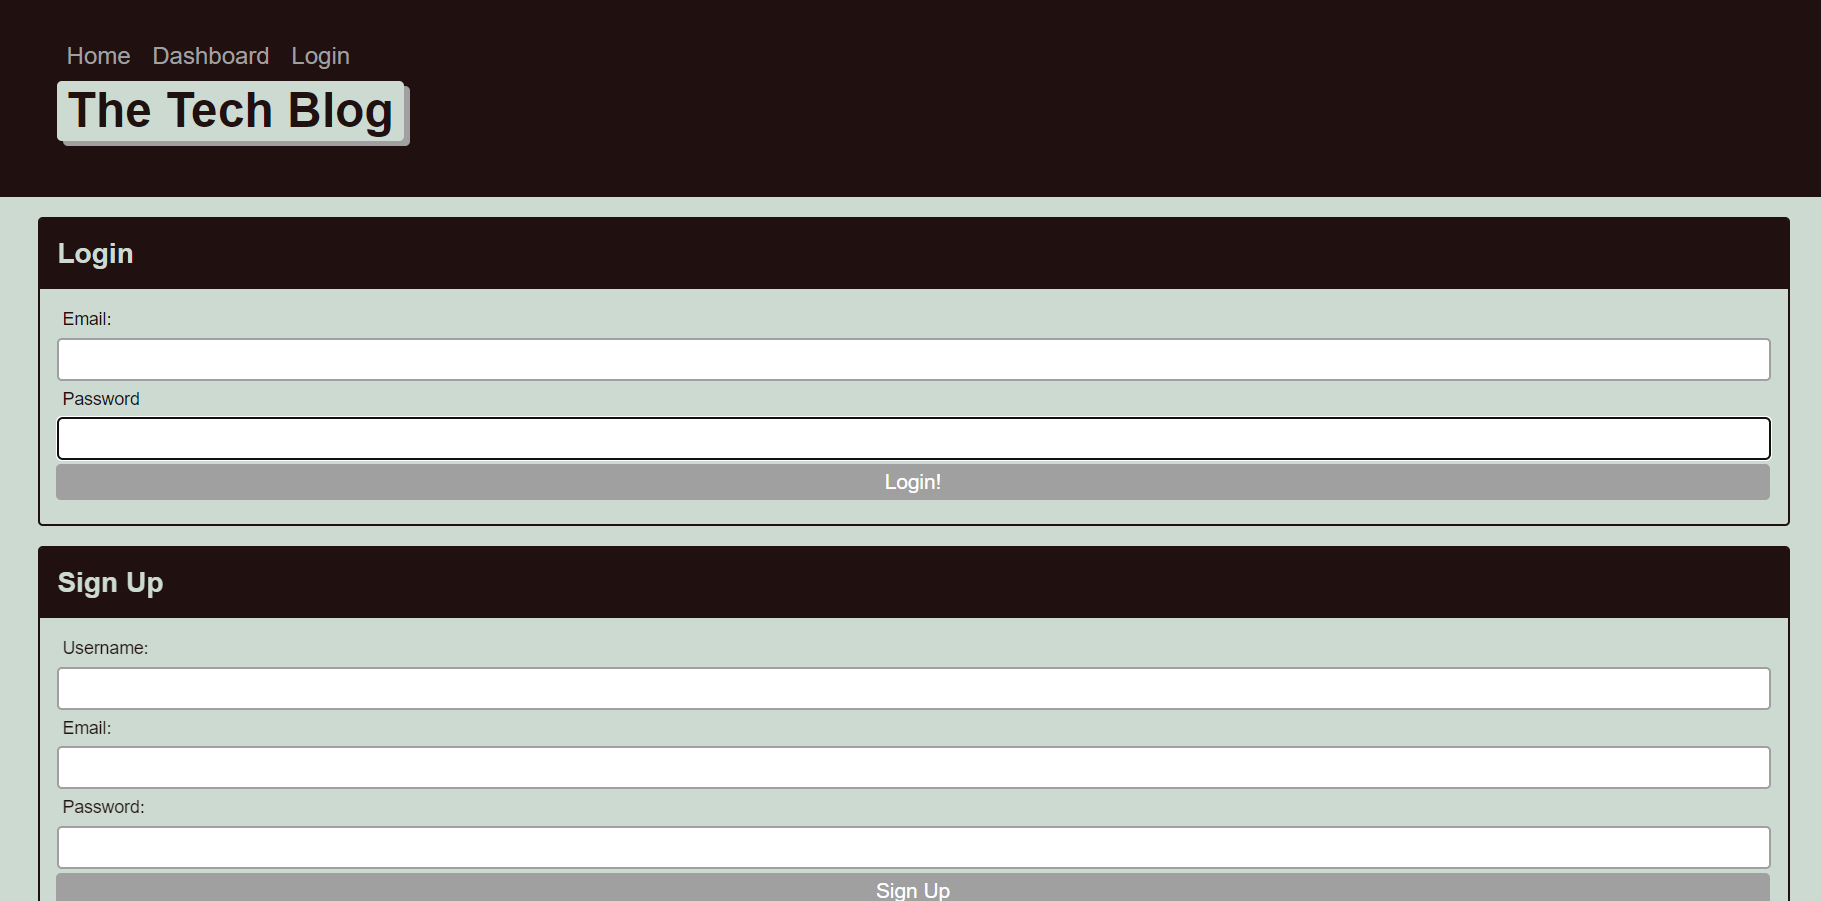 Home Dashboard Login
The Tech Blog
Login
Email:
Password
Login!
Sign Up
Username:
Email:
Password:
Sign Up